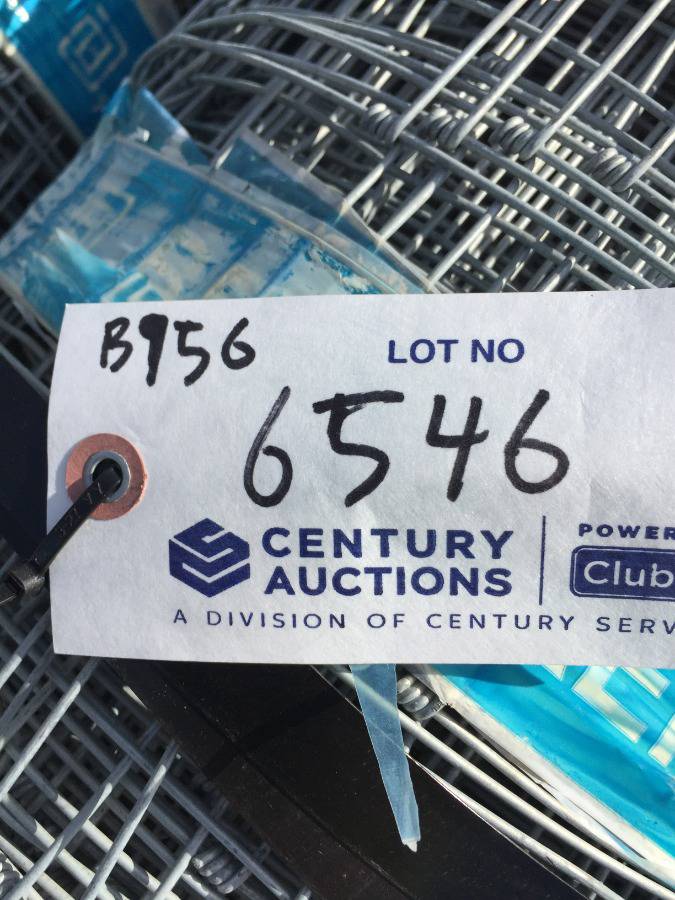 B956
LOT NO
6546
CENTURY
AUCTIONS
POWER
Club
A DIVISION OF CENTURY SERV